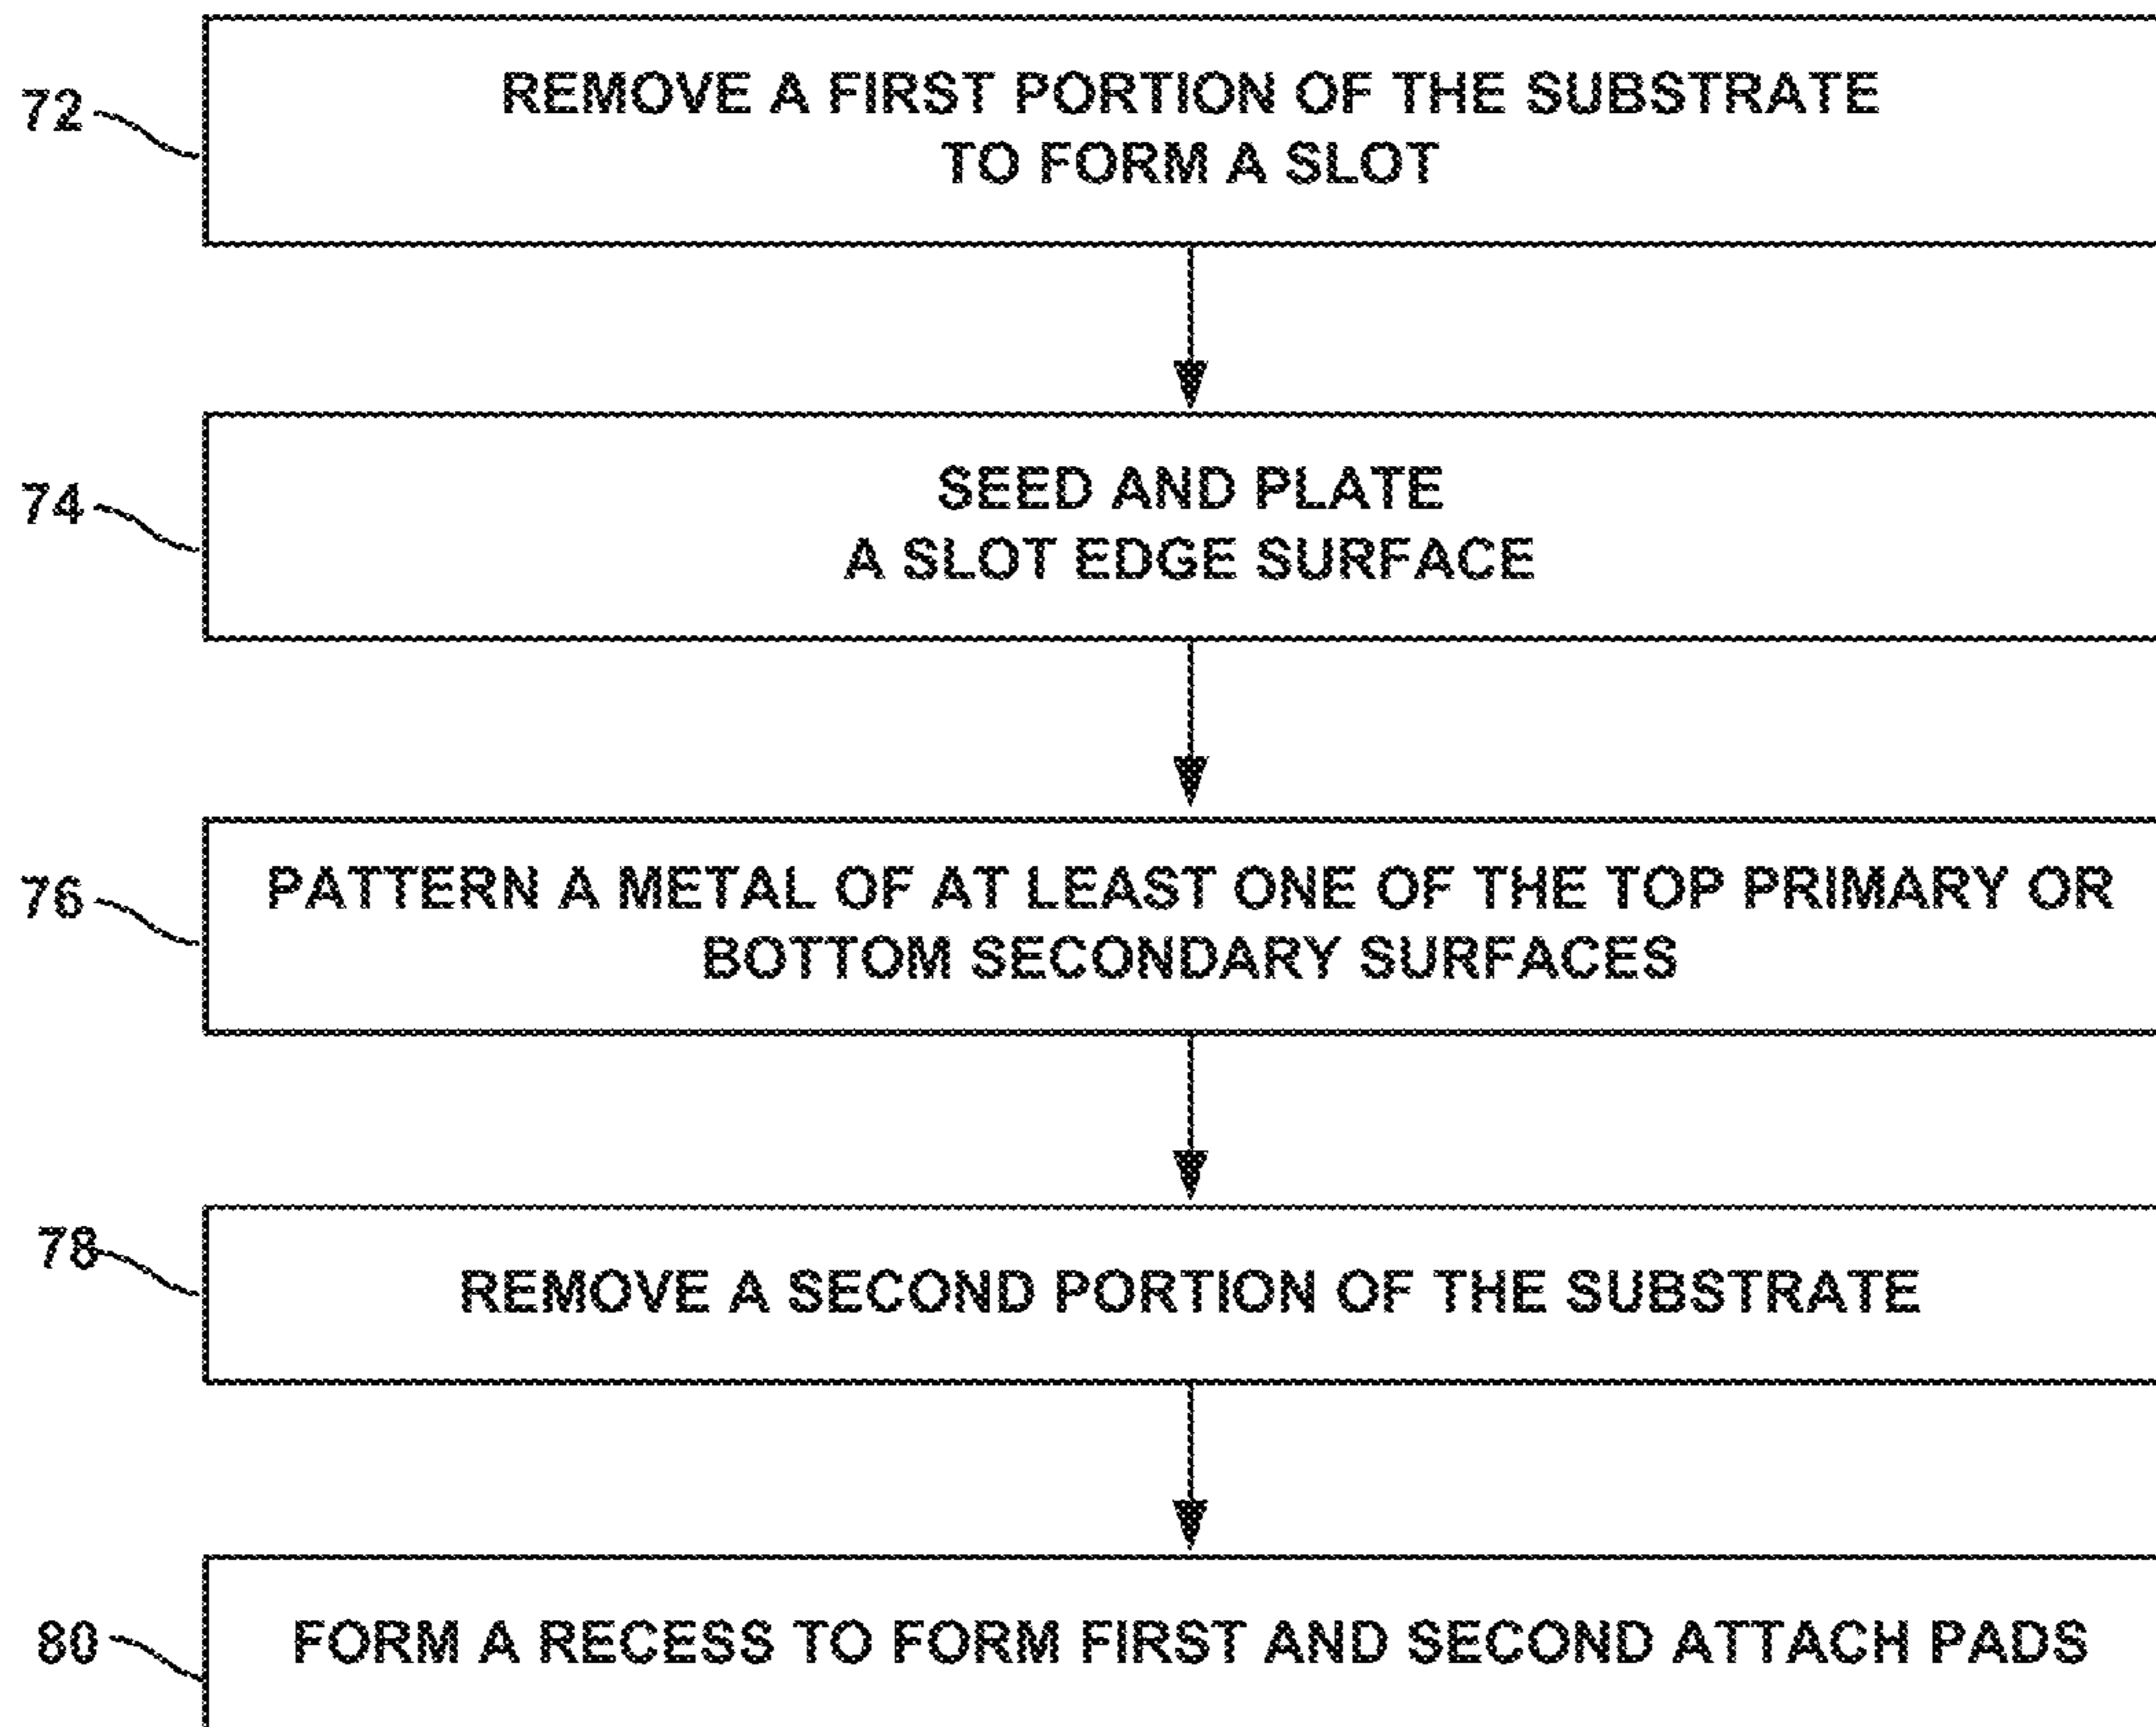 72
REMOVE A FIRST PORTION OF THE SUBSTRATE
TO FORM A SLOT
74
SEED AND PLATE
A SLOT EDGE SURFACE
76
PATTERN A METAL OF AT LEAST ONE OF THE TOP PRIMARY OR
BOTTOM SECONDARY SURFACES
78
REMOVE A SECOND PORTION OF THE SUBSTRATE
80
FORM A RECESS TO FORM FIRST AND SECOND ATTACH PADS